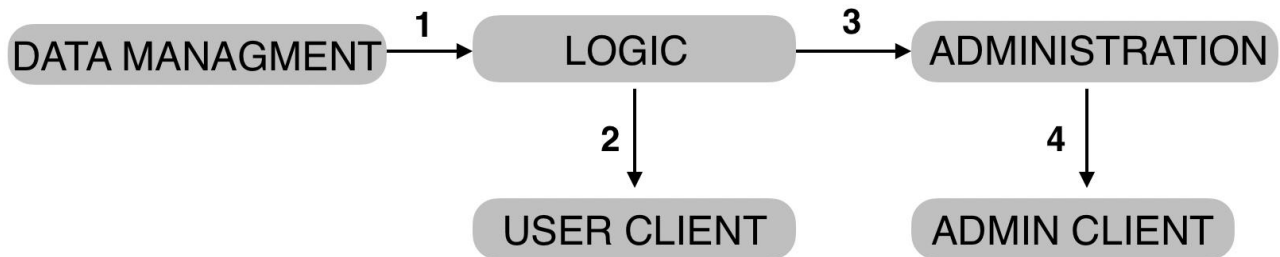 1
3
DATA MANAGMENT
LOGIC
ADMINISTRATION
2
4
USER CLIENT
ADMIN CLIENT